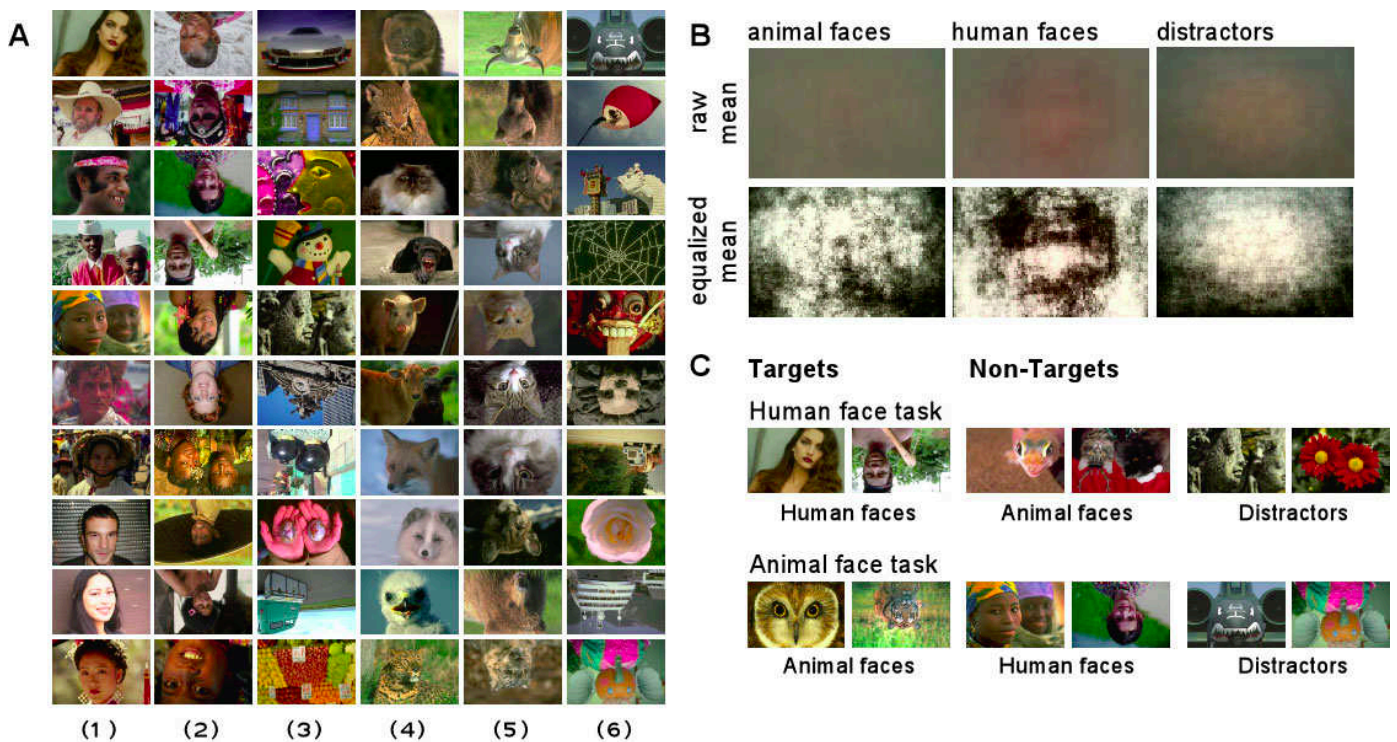 A
(1) (2) (3) (4) (5) (6)
B
animal faces human faces distractors
raw
mean
equalized
mean
C
Targets Non-Targets
Human face task
Human faces Animal faces Distractors
Animal face task
Animal faces Human faces Distractors